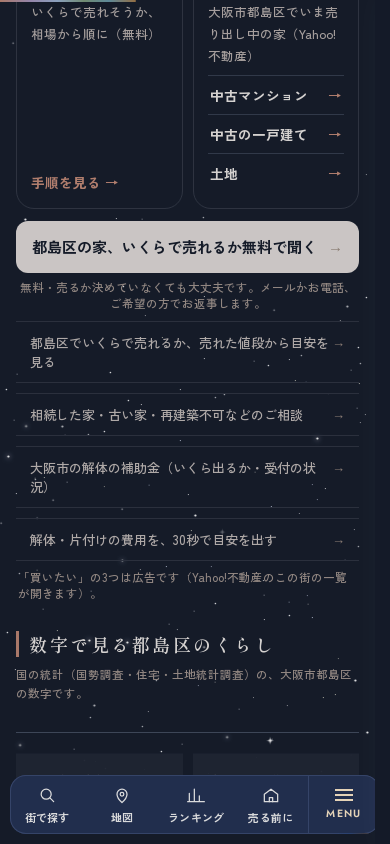 いくらで売れそうか、
相場から順に（無料）
手順を見る →
大阪市都島区でいま売
り出し中の家（Yahoo!
不動産）
中古マンション →
中古の一戸建て →
土地 →
都島区の家、いくらで売れるか無料で聞く →
無料・売るか決めていなくても大丈夫です。メールかお電話、
ご希望の方でお返事します。
都島区でいくらで売れるか、売れた値段から目安を →
見る
相続した家・古い家・再建築不可などのご相談 →
大阪市の解体の補助金（いくら出るか・受付の状 →
況）
解体・片付けの費用を、30秒で目安を出す →
「買いたい」の3つは広告です（Yahoo!不動産のこの街の一覧
が開きます）。
数字で見る都島区のくらし
国の統計（国勢調査・住宅・土地統計調査）の、大阪市都島区
の数字です。
街で探す
地図
ランキング
売る前に
MENU